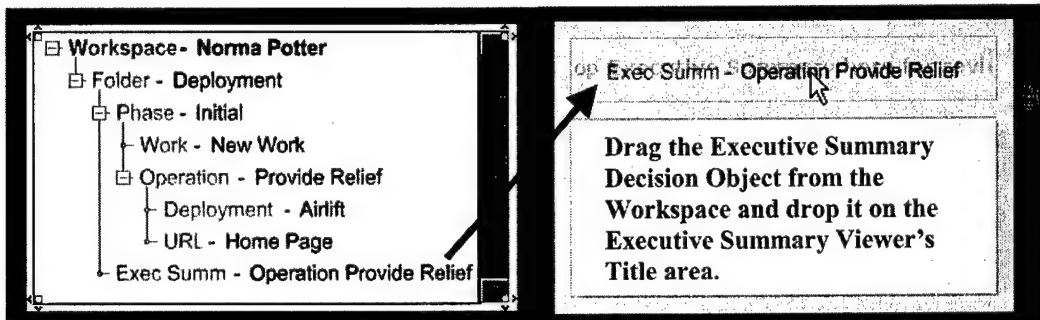 Workspace - Norma Potter
Folder - Deployment
Phase - Initial
Work - New Work
Operation - Provide Relief
Deployment - Airlift
URL - Home Page
Exec Summ - Operation Provide Relief
Exec Summ - Operation Provide Relief
Drag the Executive Summary
Decision Object from the
Workspace and drop it on the
Executive Summary Viewer's
Title area.